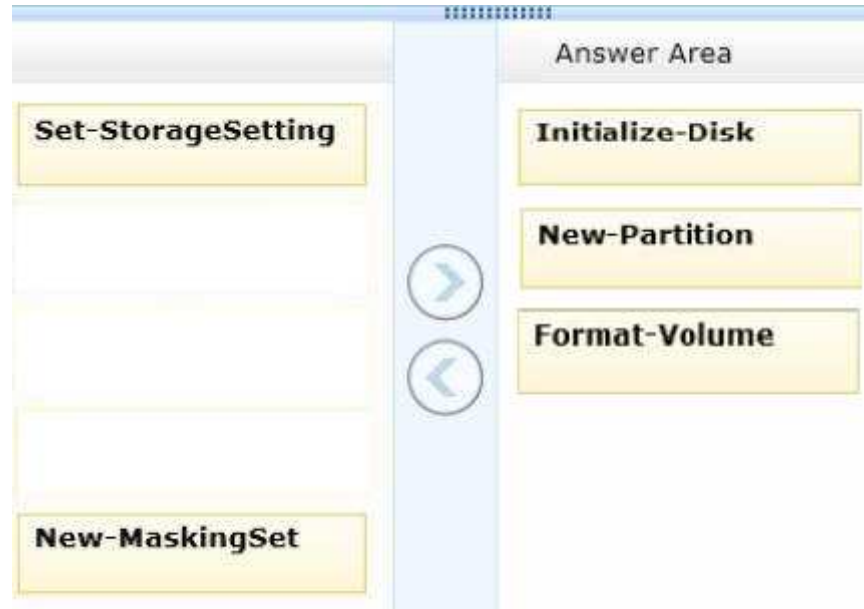 Answer Area
Set-StorageSetting
New-MaskingSet
Initialize-Disk
New-Partition
Format-Volume